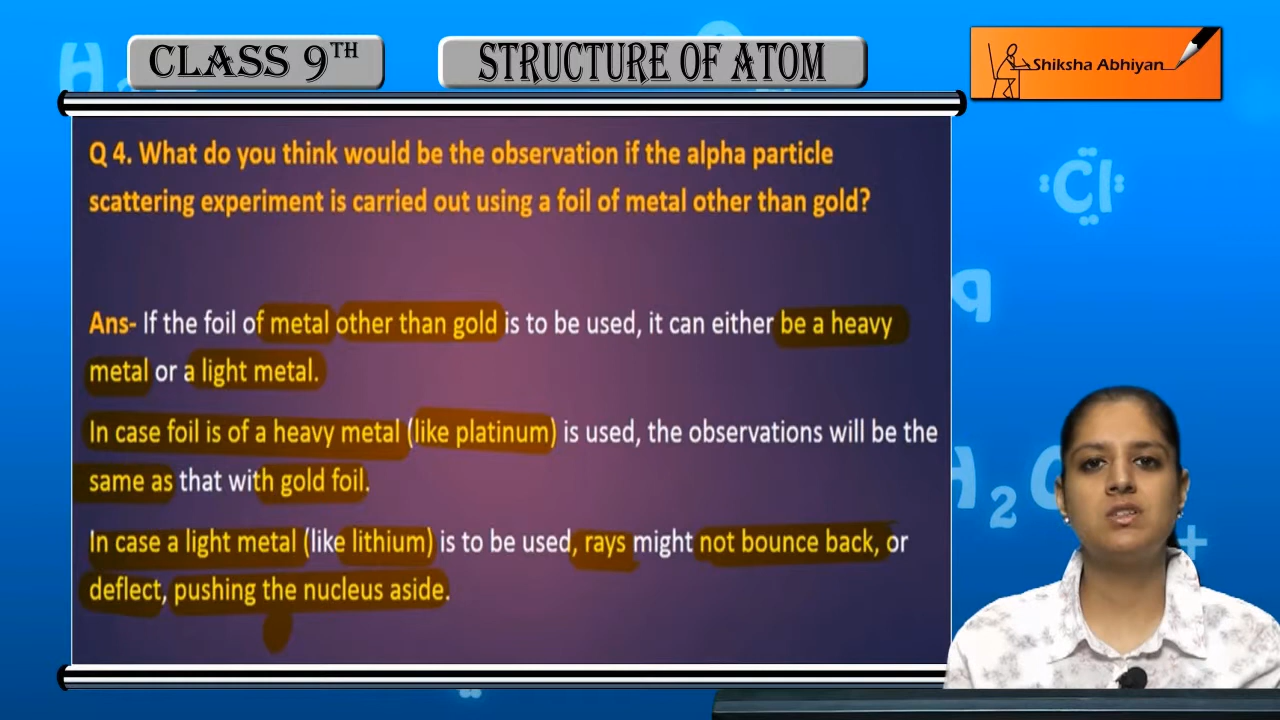 CLASS 9TH
STRUCTURE OF ATOM
Shiksha Abhiyan
Q 4. What do you think would be the observation if the alpha particle
scattering experiment is carried out using a foil of metal other than gold?
Ans- If the foil of metal other than gold is to be used, it can either be a heavy
metal or a light metal.
In case foil is of a heavy metal (like platinum) is used, the observations will be the
same as that with gold foil.
In case a light metal (like lithium) is to be used, rays might not bounce back, or
deflect, pushing the nucleus aside.
Cl
H2O
+